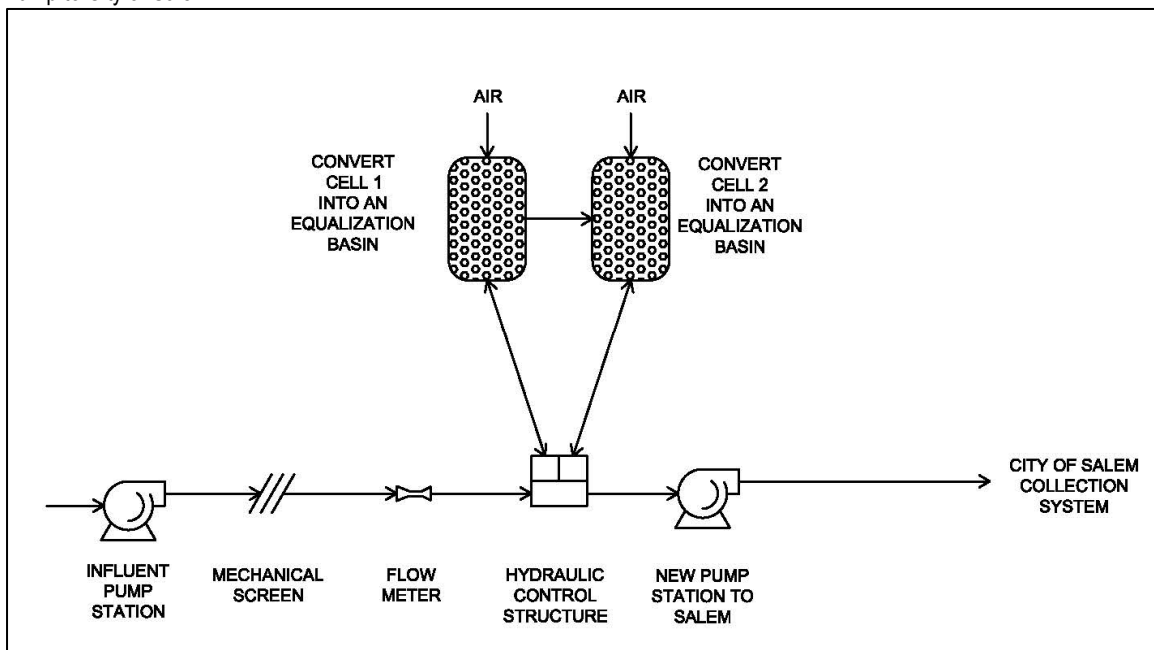 AIR
AIR
CONVERT
CELL 1
INTO AN
EQUALIZATION
BASIN
CONVERT
CELL 2
INTO AN
EQUALIZATION
BASIN
CITY OF SALEM
COLLECTION
SYSTEM
INFLUENT
PUMP
STATION
MECHANICAL
SCREEN
FLOW
METER
HYDRAULIC
CONTROL
STRUCTURE
NEW PUMP
STATION TO
SALEM